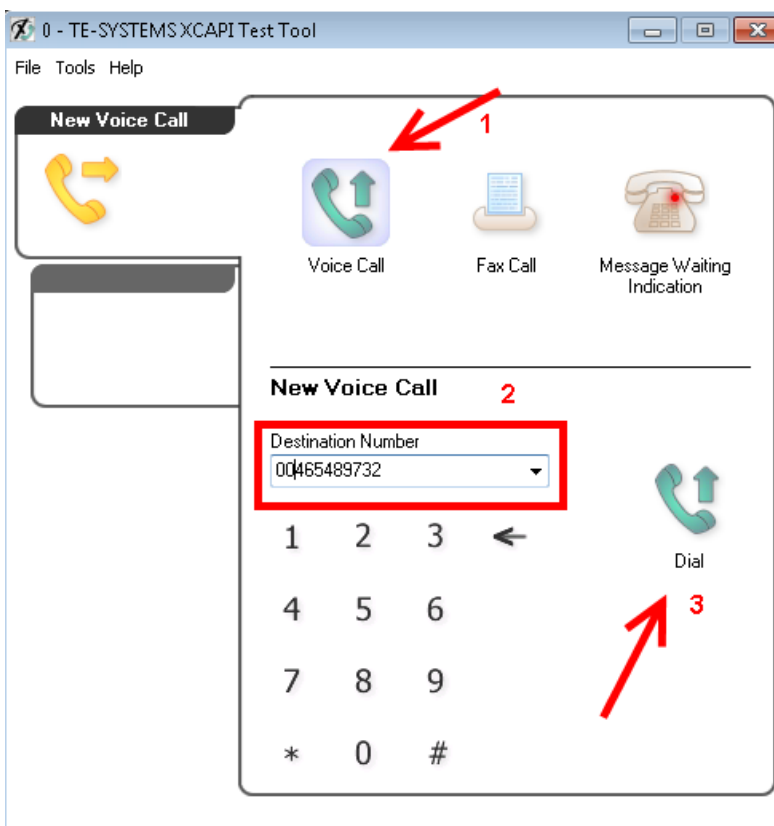 0 - TE-SYSTEMS XCAPI Test Tool
File Tools Help
New Voice Call
1
Voice Call
Fax Call
Message Waiting
Indication
New Voice Call
2
Destination Number
00465489732
1 2 3
Dial
4 5 6
3
7 8 9
* 0 #